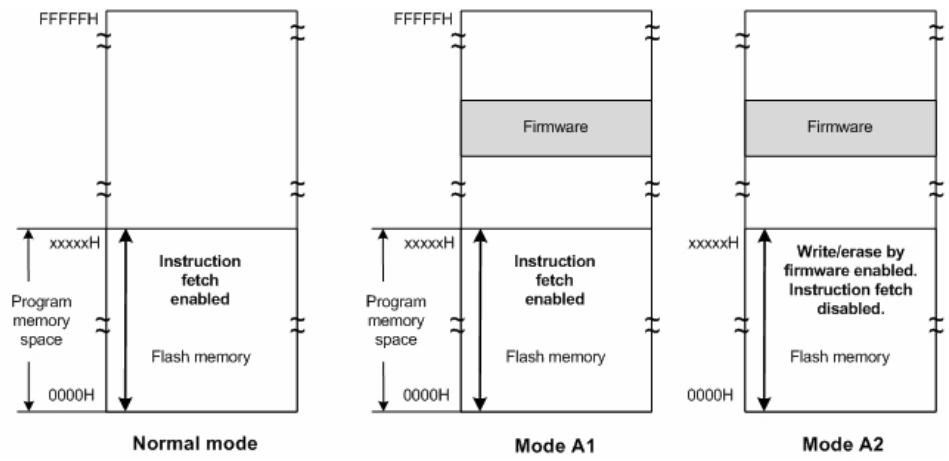 FFFFFH
xxxxxH
Program
memory
space
0000H
Instruction
fetch
enabled
Flash memory
Normal mode
FFFFFH
Firmware
xxxxxH
Program
memory
space
0000H
Instruction
fetch
enabled
Flash memory
Mode A1
Firmware
xxxxxH
Write/erase by
firmware enabled.
Instruction fetch
disabled.
Flash memory
0000H
Mode A2